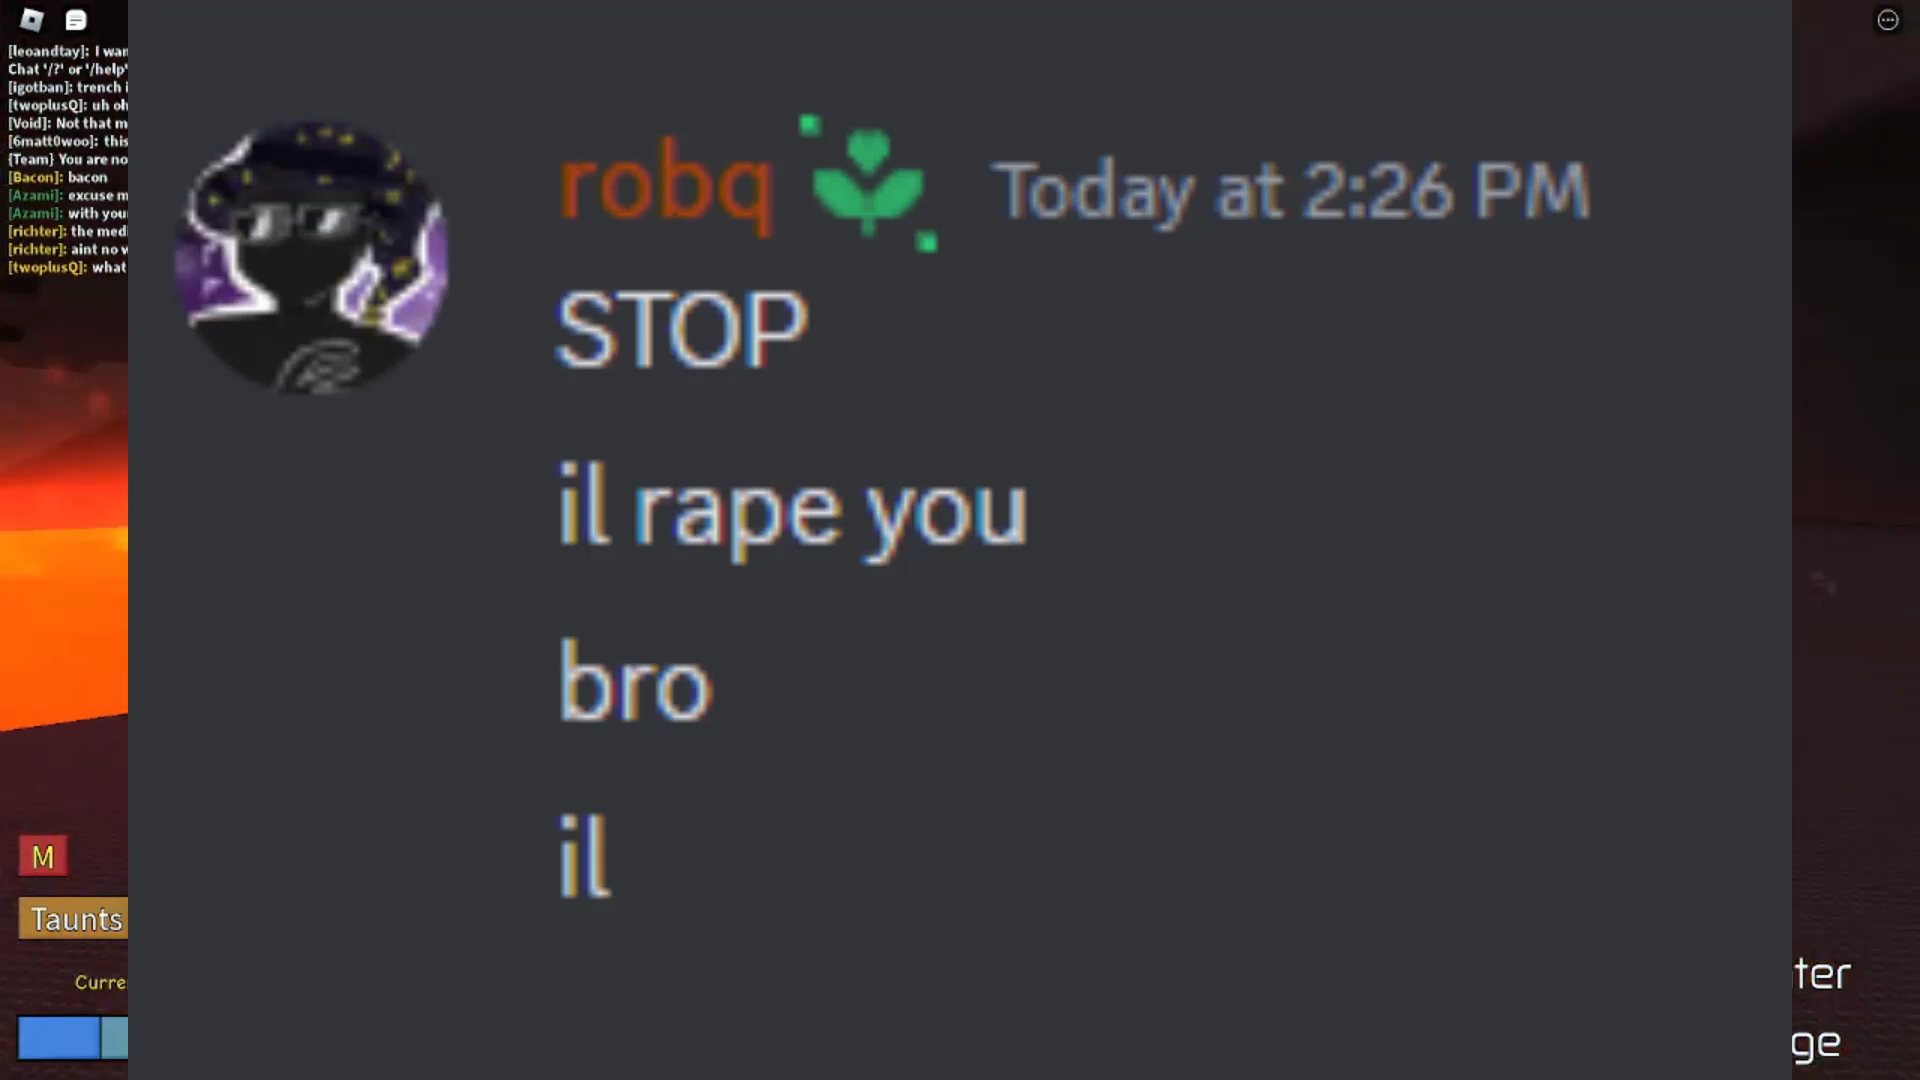 [leoandtay]: I wan
Chat '/?' or '/help'
[igotban]: trench i
[twoplusQ]: uh oh
[Void]: Not that m
[6matt0woo]: this
{Team} You are no
[Bacon]: bacon
[Azami]: excuse m
[Azami]: with your
[richter]: the medi
[richter]: aint no w
[twoplusQ]: what
robq Today at 2:26 PM
STOP
il rape you
bro
il
M
Taunts
Curre
ter
ge